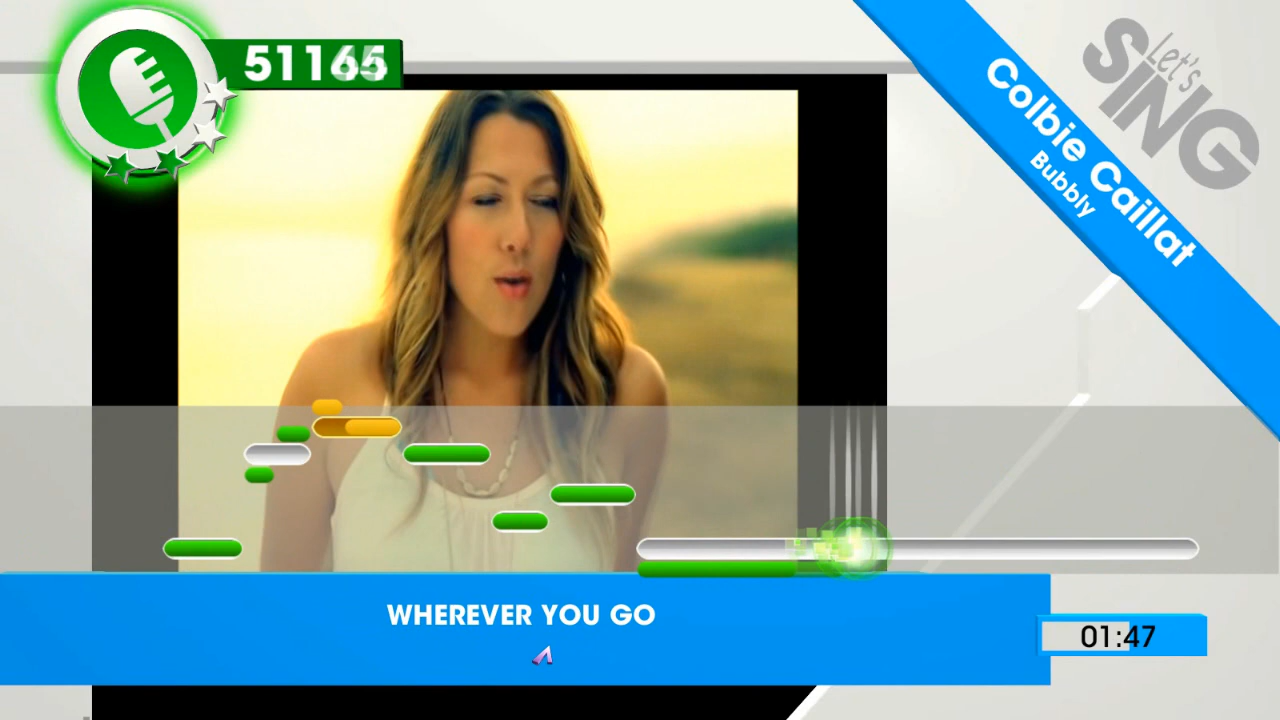 51165
Let's
SING
Colbie Caillat
Bubbly
WHEREVER YOU GO
01:47